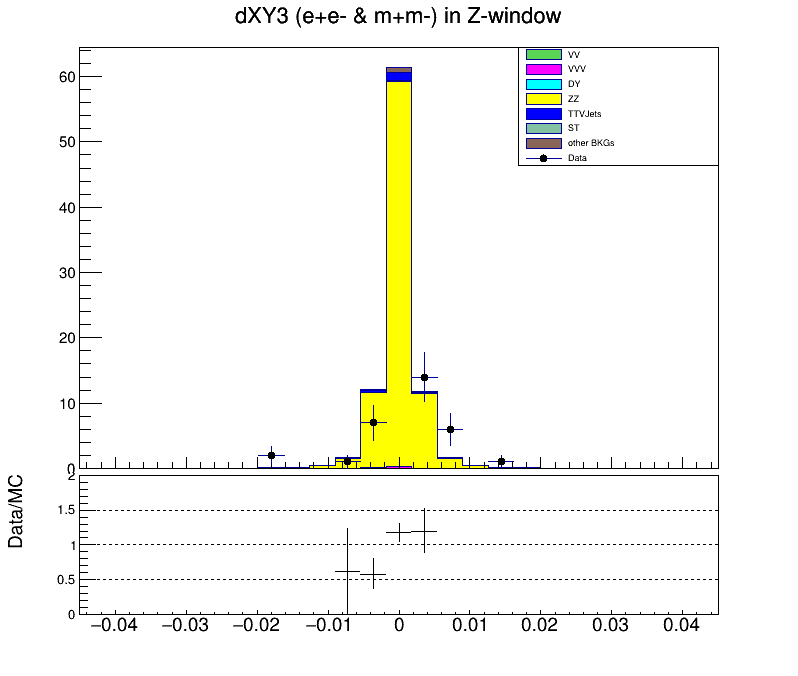 dXY3 (e+e- & m+m-) in Z-window
VV
VVV
DY
ZZ
TTVJets
ST
other BKGs
Data
60
50
40
30
20
10
0
Data/MC
2
1.5
1
0.5
0
−0.04 −0.03 −0.02 −0.01 0 0.01 0.02 0.03 0.04